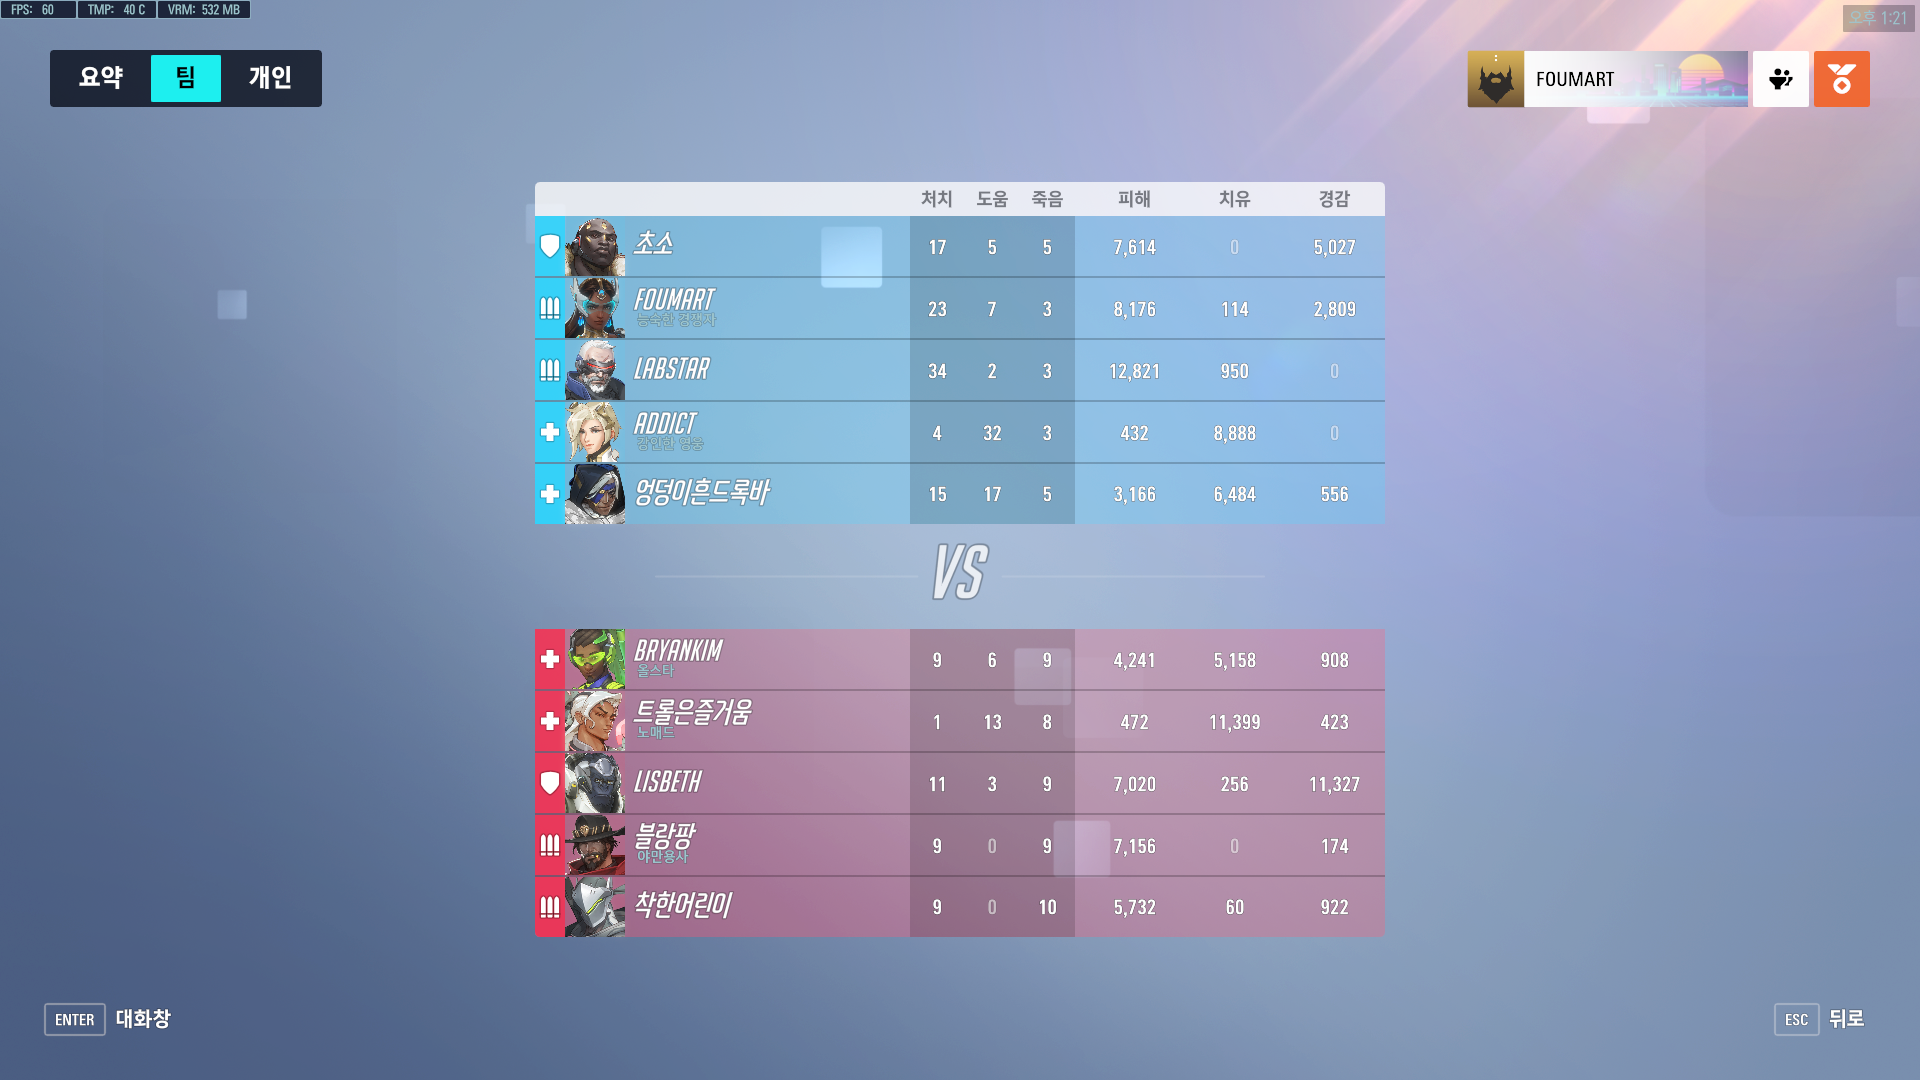 FPS: 60 TMP: 40 C VRM: 532 MB
오후 1:21
요약 팀 개인
FOUMART
처치 도움 죽음 피해 치유 경감
초소 17 5 5 7,614 0 5,027
FOUMART 23 7 3 8,176 114 2,809
능숙한 경쟁자
LABSTAR 34 2 3 12,821 950 0
ADDICT 4 32 3 432 8,888 0
강인한 영웅
엉덩이흔드록바 15 17 5 3,166 6,484 556
VS
BRYANKIM 9 6 9 4,241 5,158 908
올스타
트롤은즐거움 1 13 8 472 11,399 423
노매드
LISBETH 11 3 9 7,020 256 11,327
블랑팡 9 0 9 7,156 0 174
야만용사
착한어린이 9 0 10 5,732 60 922
ENTER 대화창
ESC 뒤로